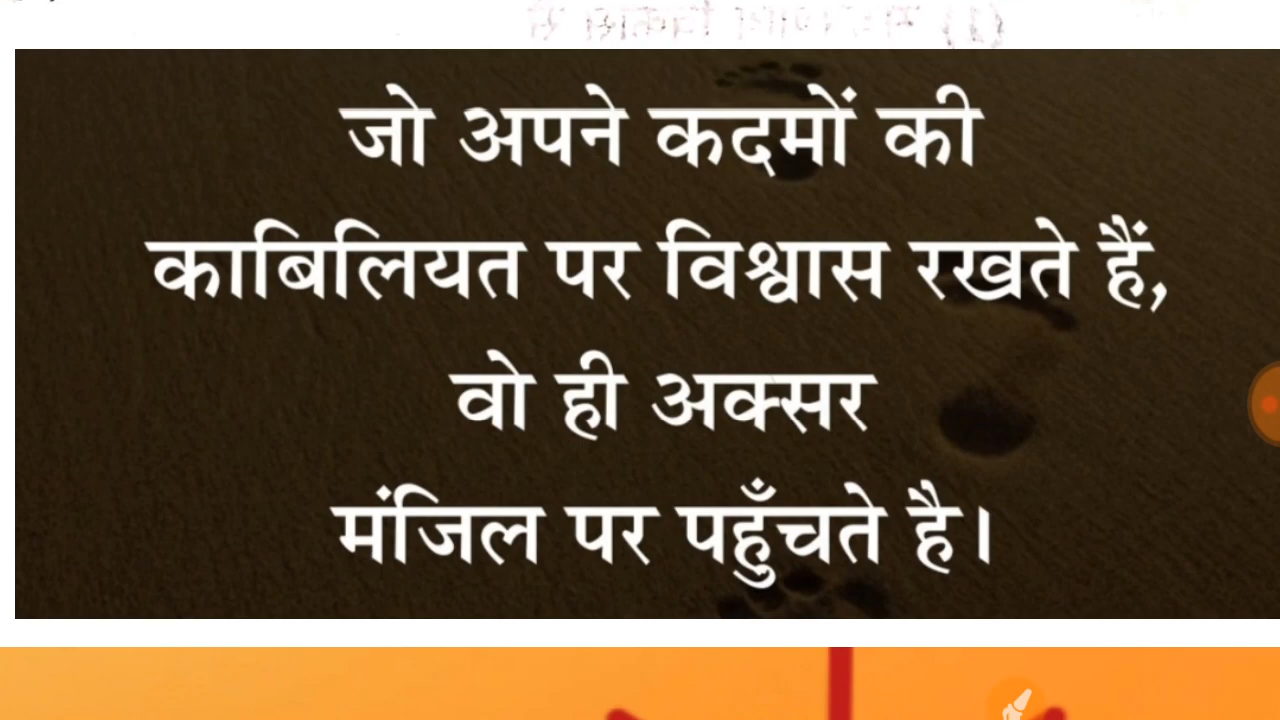 जो अपने कदमों की
काबिलियत पर विश्वास रखते हैं,
वो ही अक्सर
मंजिल पर पहुँचते है।